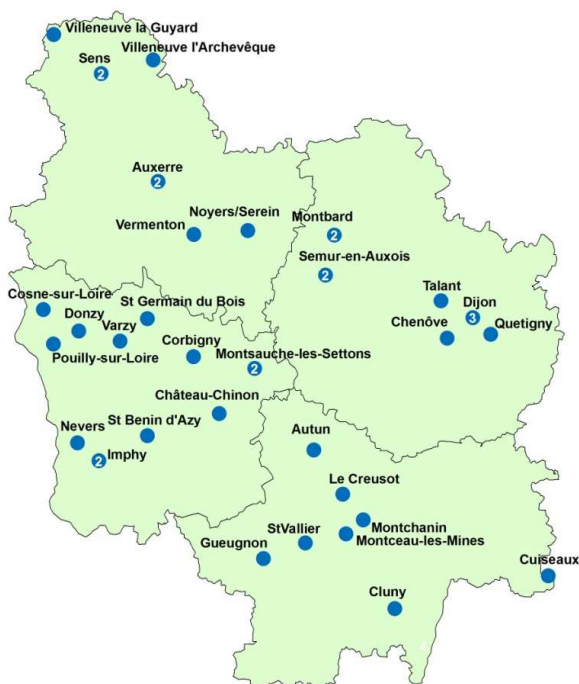 Villeneuve la Guyard
Villeneuve l'Archevêque
Sens
2
Auxerre
2
Noyers/Serein
Vermenton
Montbard
2
Semur-en-Auxois
2
Talant
Dijon
3
Chenôve
Quetigny
Cosne-sur-Loire
St Germain du Bois
Donzy
Varzy
Corbigny
Pouilly-sur-Loire
Montsauche-les-Settons
2
Château-Chinon
St Benin d'Azy
Nevers
2
Imphy
Autun
Le Creusot
Montchanin
StVallier
Montceau-les-Mines
Gueugnon
Cuiseaux
Cluny